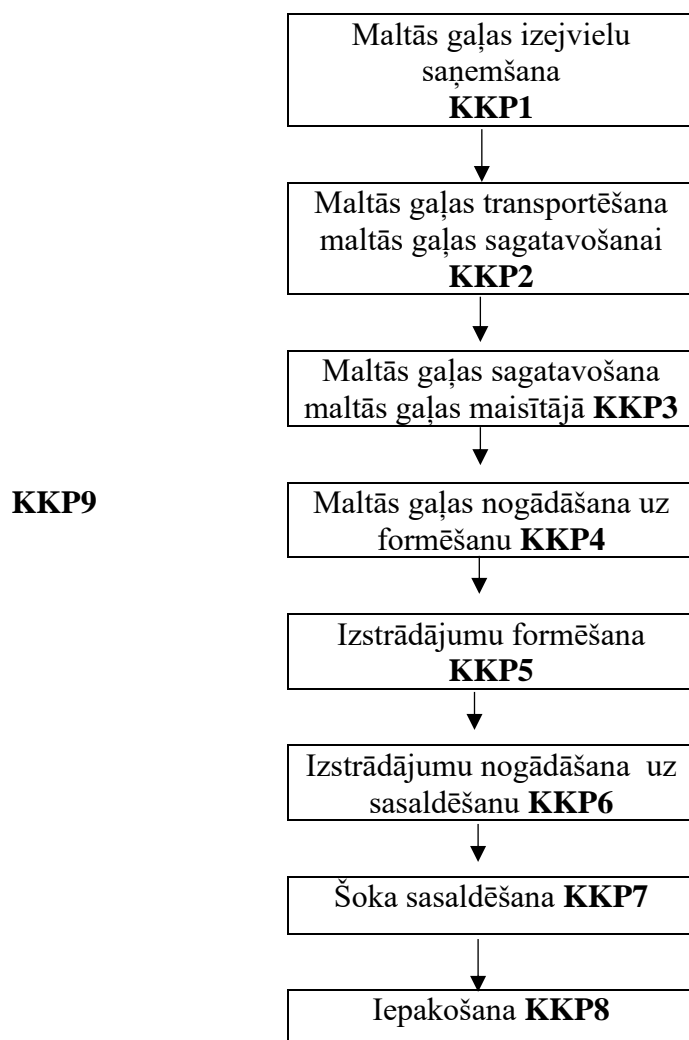 Maltās gaļas izejvielu
saņemšana
KKP1
Maltās gaļas transportēšana
maltās gaļas sagatavošanai
KKP2
Maltās gaļas sagatavošana
maltās gaļas maisītājā KKP3
KKP9
Maltās gaļas nogādāšana uz
formēšanu KKP4
Izstrādājumu formēšana
KKP5
Izstrādājumu nogādāšana uz
sasaldēšanu KKP6
Šoka sasaldēšana KKP7
Iepakošana KKP8